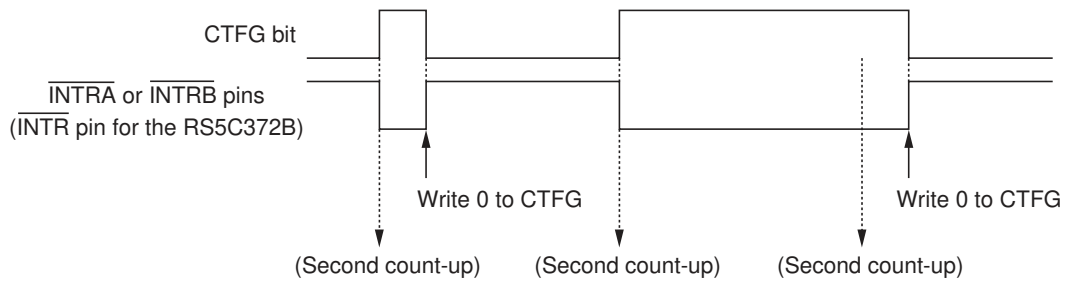 CTFG bit
INTRA or INTRB pins
(INTR pin for the RS5C372B)
Write 0 to CTFG
Write 0 to CTFG
(Second count-up)
(Second count-up)
(Second count-up)